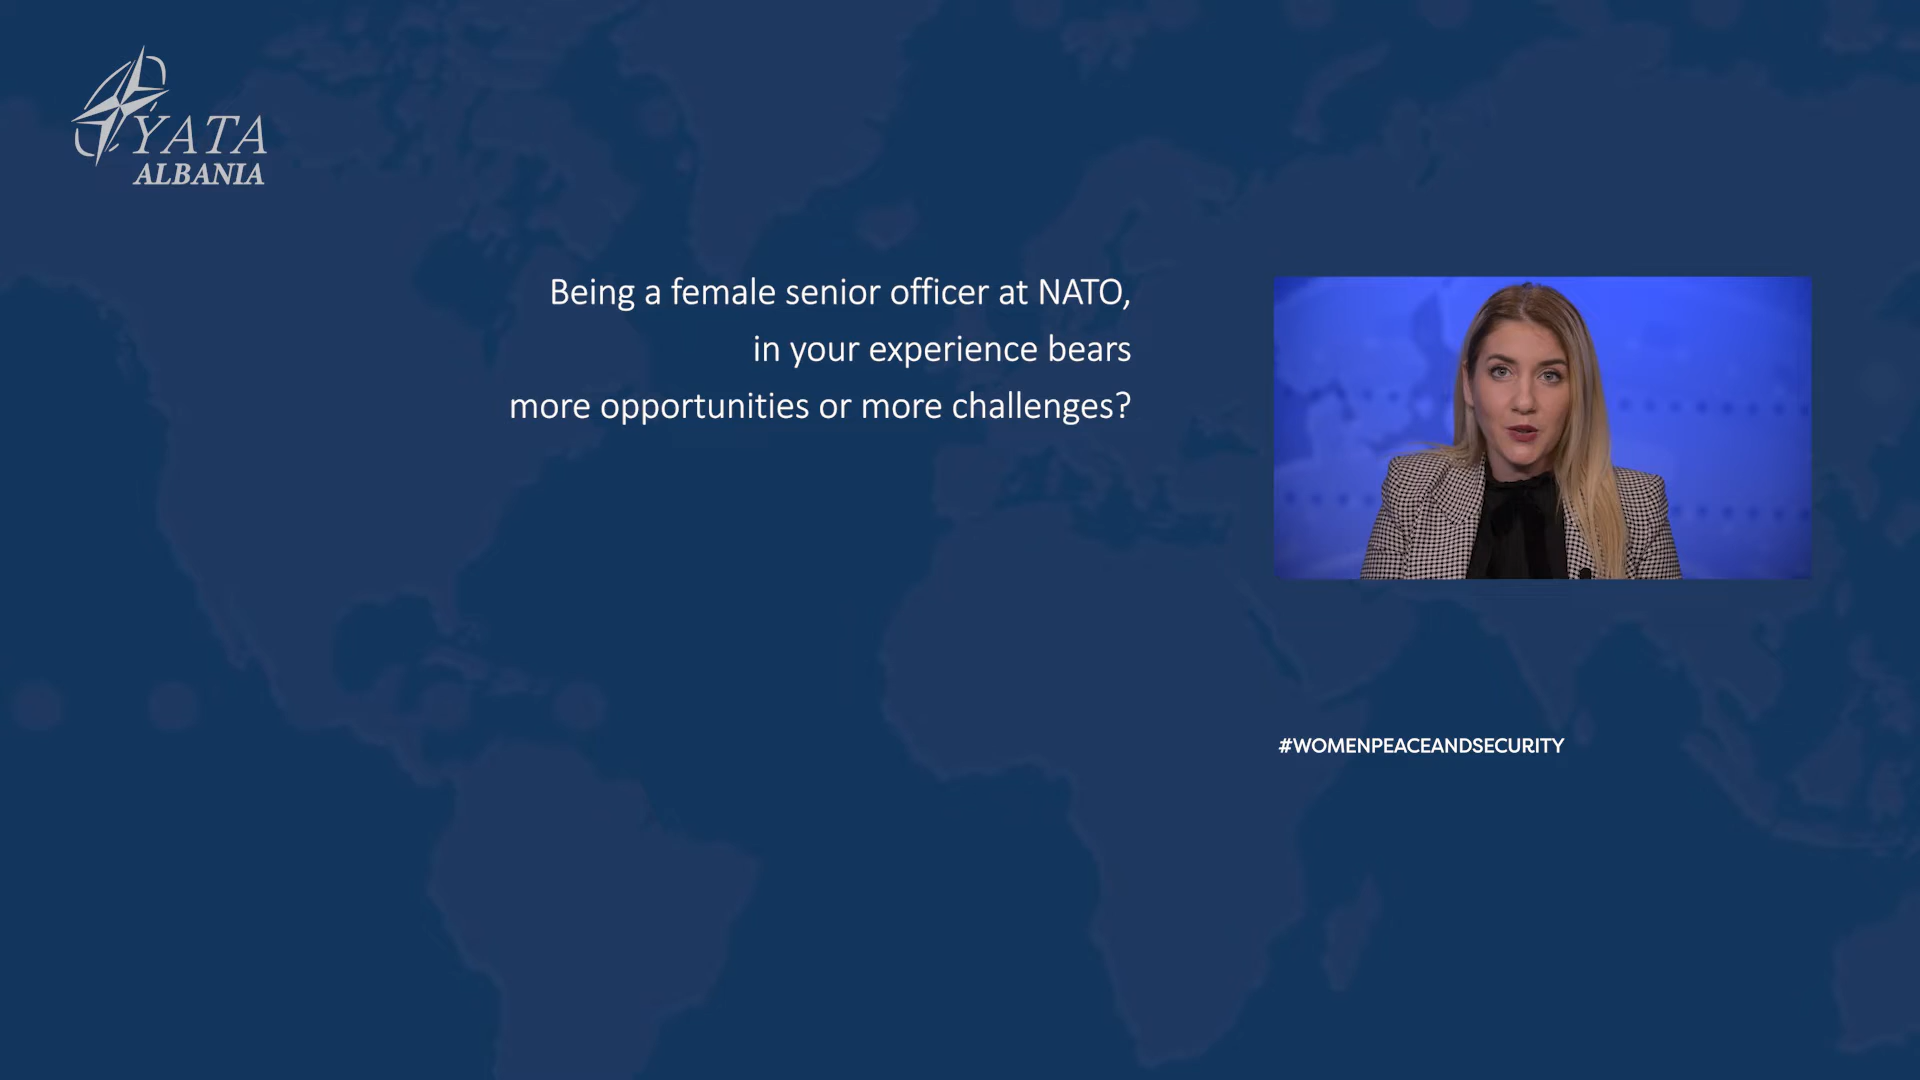 YATA
ALBANIA
Being a female senior officer at NATO,
in your experience bears
more opportunities or more challenges?
#WOMENPEACEANDSECURITY